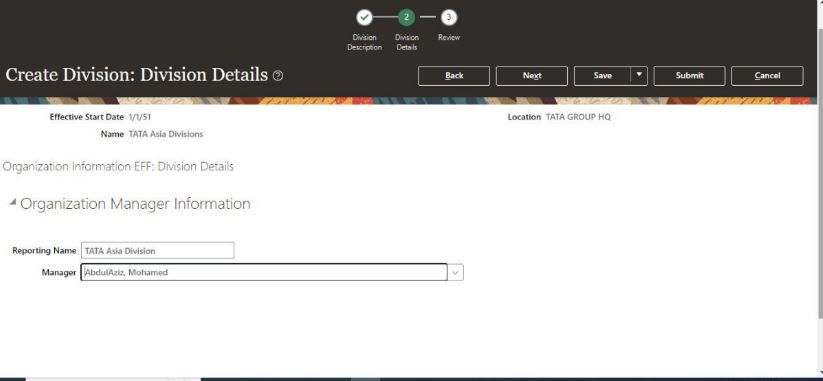 2 3
Division Description Division Details Review
Create Division: Division Details
Back Next Save Submit Cancel
Effective Start Date 1/1/51 Location TATA GROUP HQ
Name TATA Asia Divisions
Organization Information EFF: Division Details
Organization Manager Information
Reporting Name TATA Asia Division
Manager AbdulAziz, Mohamed